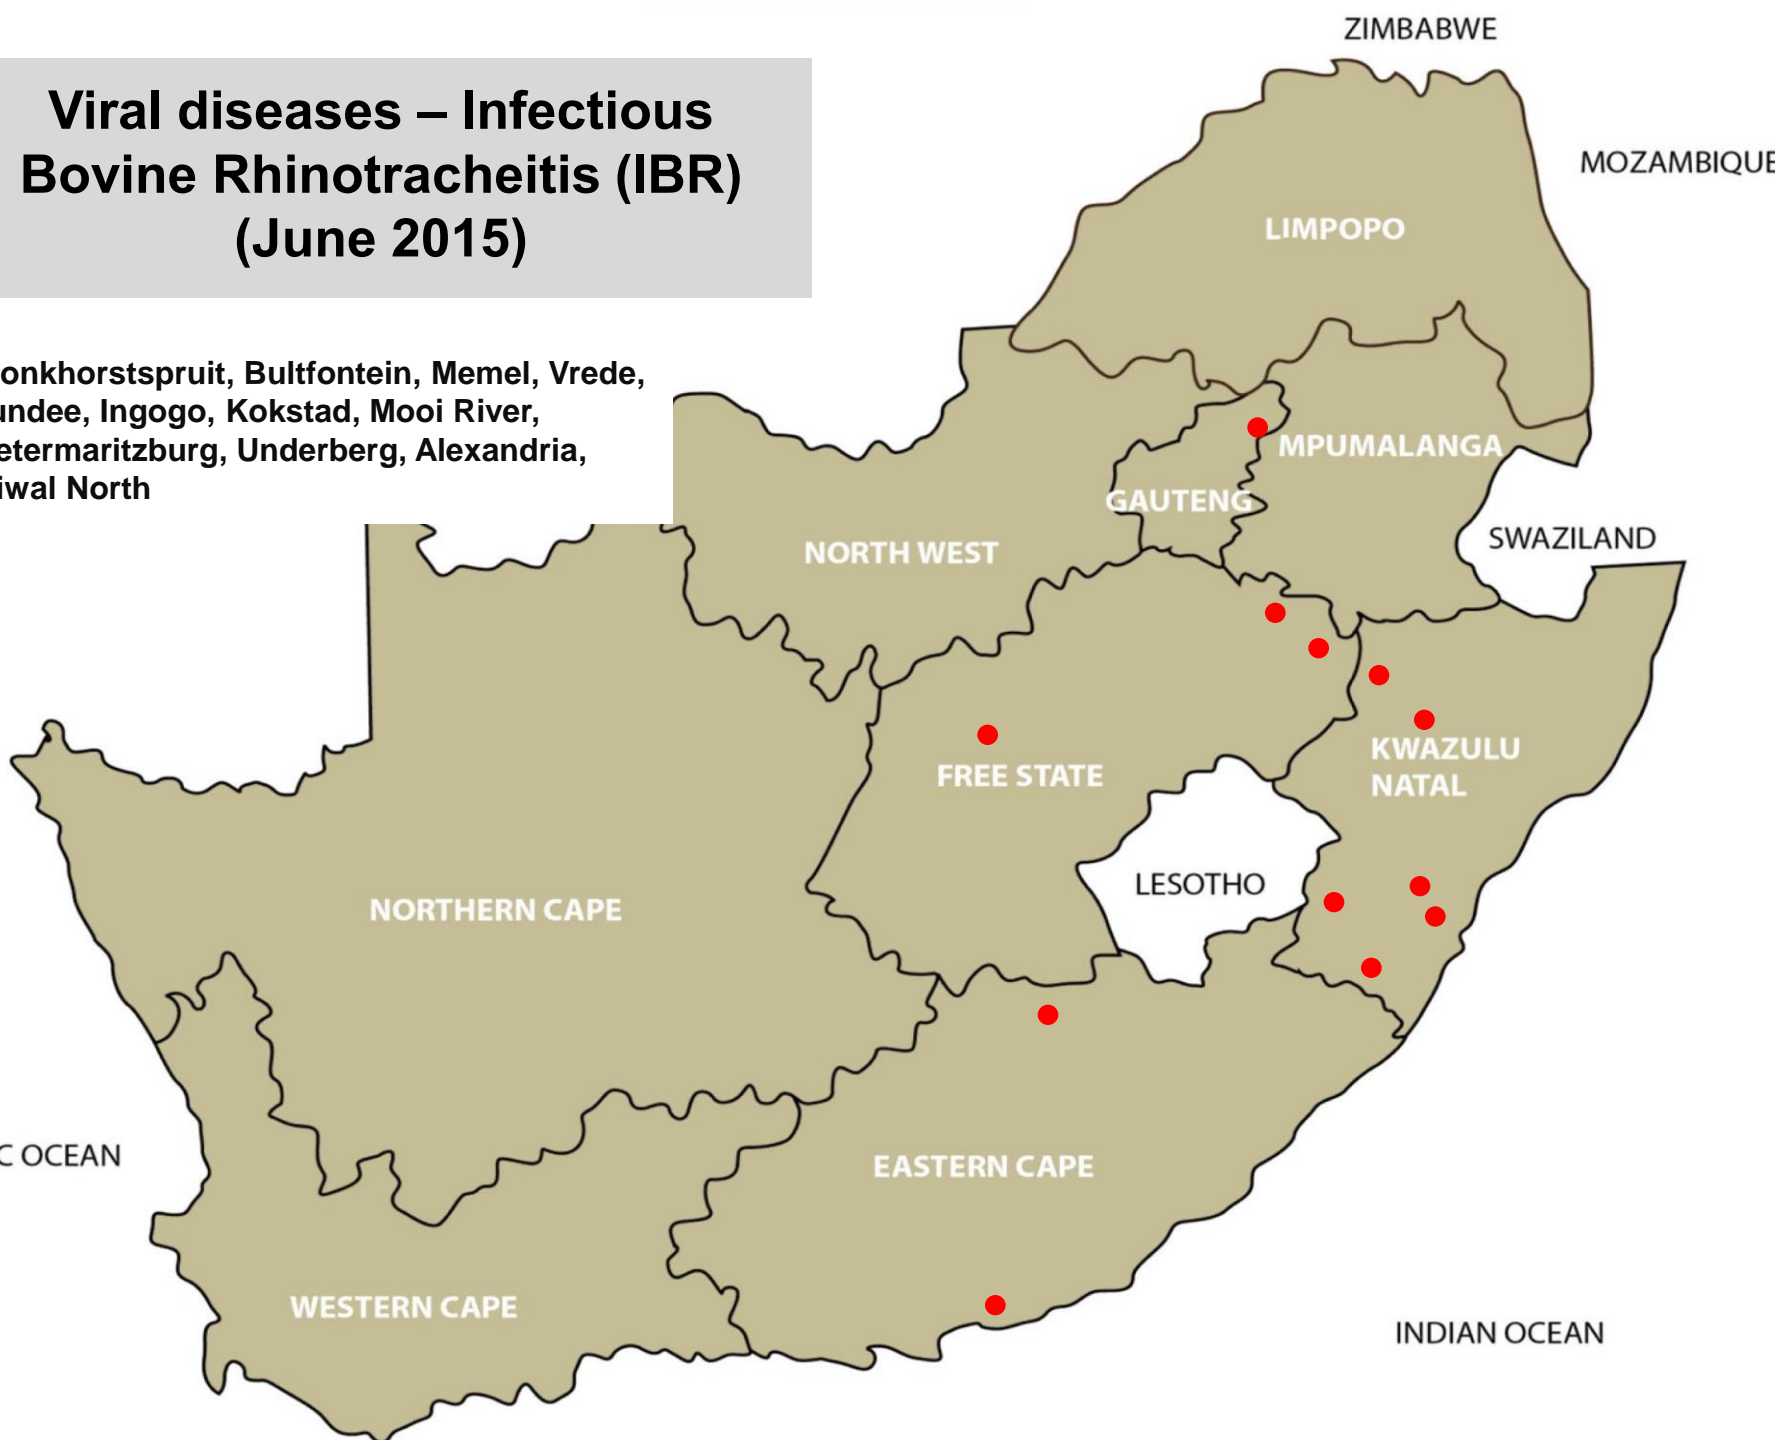 Viral diseases – Infectious
Bovine Rhinotracheitis (IBR)
(June 2015)
onkhorstspruit, Bultfontein, Memel, Vrede,
undee, Ingogo, Kokstad, Mooi River,
etermaritzburg, Underberg, Alexandria,
iwal North
ZIMBABWE
MOZAMBIQUE
LIMPOPO
MPUMALANGA
GAUTENG
NORTH WEST
SWAZILAND
KWAZULU
NATAL
FREE STATE
LESOTHO
NORTHERN CAPE
C OCEAN
EASTERN CAPE
WESTERN CAPE
INDIAN OCEAN